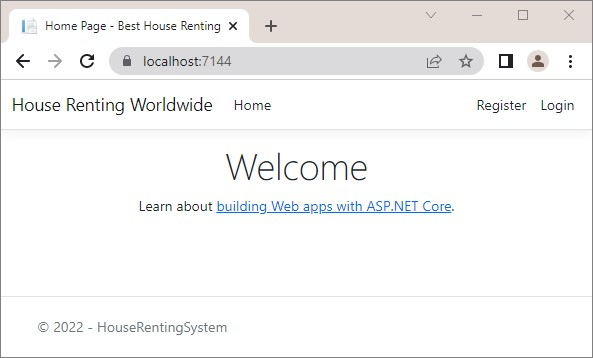 Home Page - Best House Renting
localhost:7144
House Renting Worldwide Home Register Login
Welcome
Learn about building Web apps with ASP.NET Core.
© 2022 - HouseRentingSystem